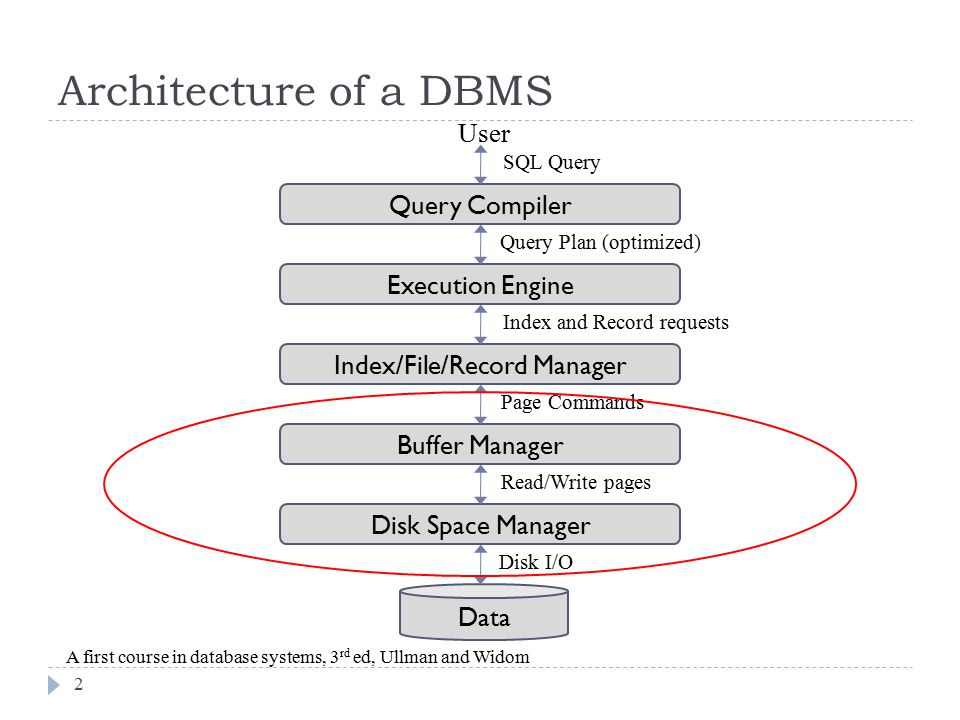 Architecture of a DBMS
User
SQL Query
Query Compiler
Query Plan (optimized)
Execution Engine
Index and Record requests
Index/File/Record Manager
Page Commands
Buffer Manager
Read/Write pages
Disk Space Manager
Disk I/O
Data
A first course in database systems, 3rd ed, Ullman and Widom
2